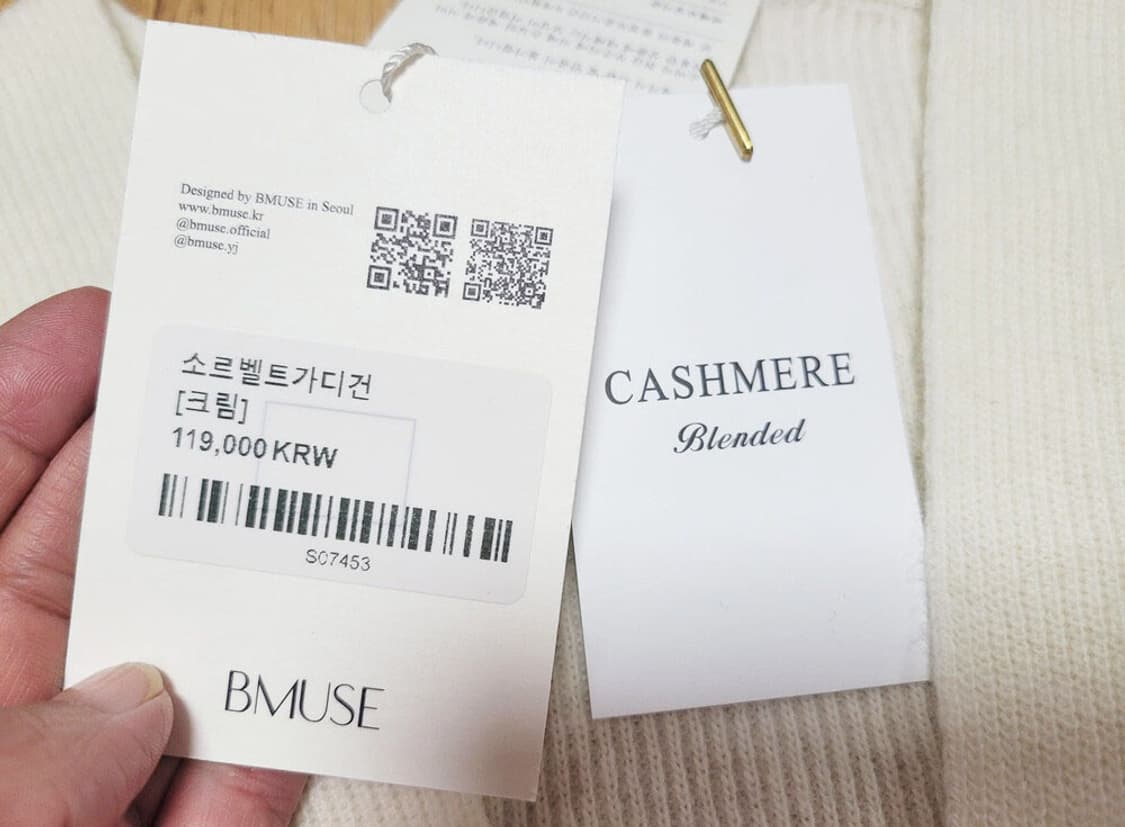 Designed by BMUSE in Seoul
www.bmuse.kr
@bmuse.official
@bmuse.yj
소르벨트가디건
[크림]
119,000 KRW
S07453
BMUSE
CASHMERE
Blended